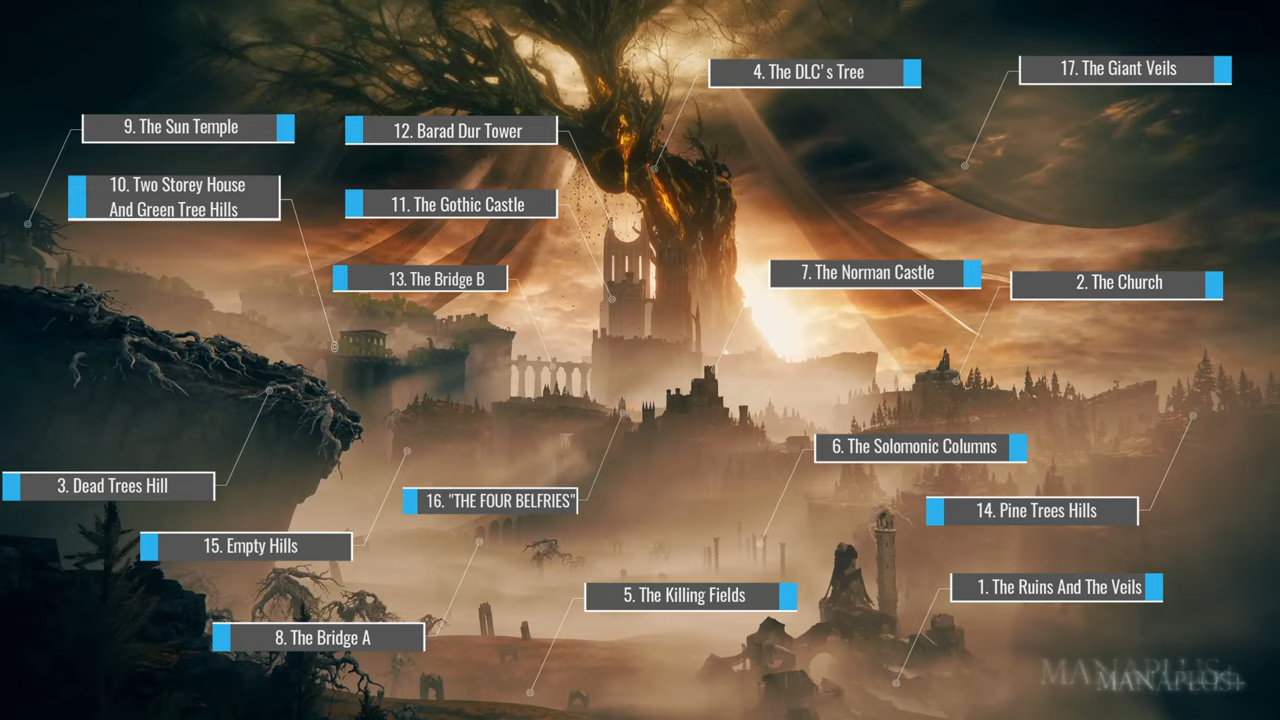 4. The DLC's Tree
17. The Giant Veils
9. The Sun Temple
12. Barad Dur Tower
10. Two Storey House
And Green Tree Hills
11. The Gothic Castle
13. The Bridge B
7. The Norman Castle
2. The Church
6. The Solomonic Columns
3. Dead Trees Hill
16. "THE FOUR BELFRIES"
14. Pine Trees Hills
15. Empty Hills
5. The Killing Fields
1. The Ruins And The Veils
8. The Bridge A
MANAPLUS+
MANAPLUS+